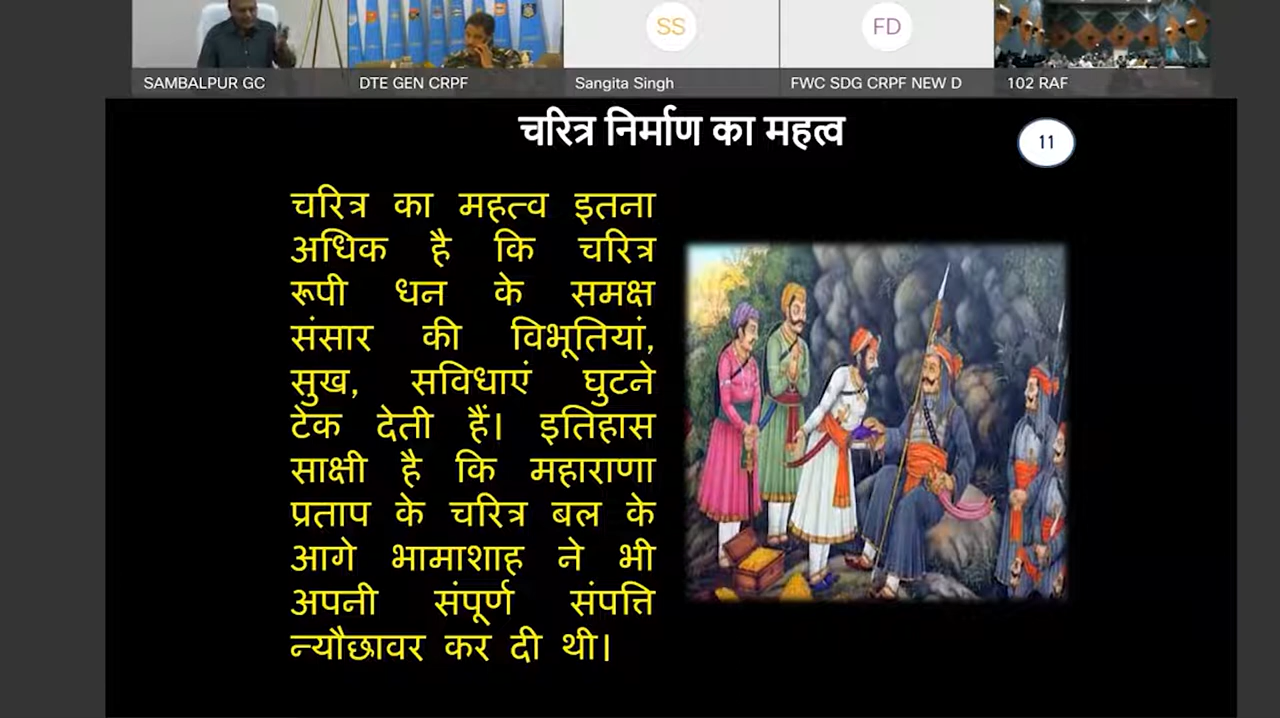 SS
FD
SAMBALPUR GC
DTE GEN CRPF
Sangita Singh
FWC SDG CRPF NEW D
102 RAF
चरित्र निर्माण का महत्व
11
चरित्र का महत्व इतना
अधिक है कि चरित्र
रूपी धन के समक्ष
संसार की विभूतियां,
सुख, सविधाएं घुटने
टेक देती हैं। इतिहास
साक्षी है कि महाराणा
प्रताप के चरित्र बल के
आगे भामाशाह ने भी
अपनी संपूर्ण संपत्ति
न्यौछावर कर दी थी।